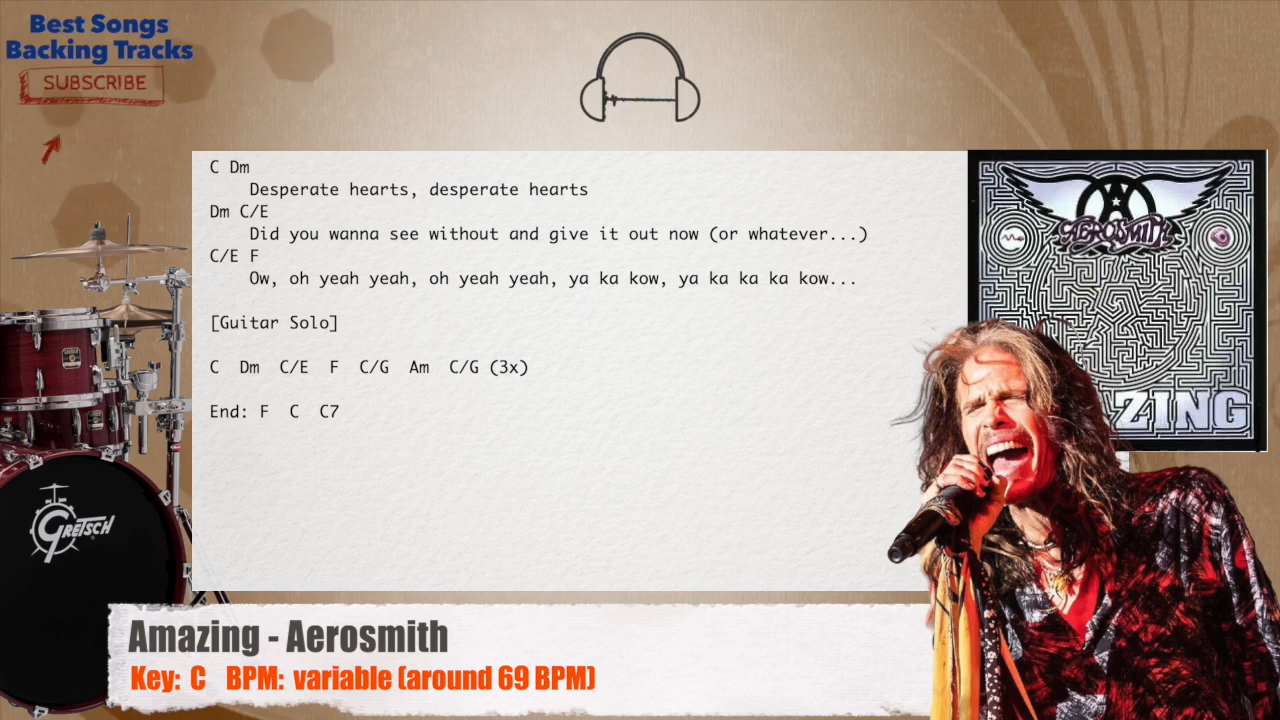 Best Songs
Backing Tracks
SUBSCRIBE
C Dm
Desperate hearts, desperate hearts
Dm C/E
Did you wanna see without and give it out now (or whatever...)
C/E F
Ow, oh yeah yeah, oh yeah yeah, ya ka kow, ya ka ka ka kow...
[Guitar Solo]
C Dm C/E F C/G Am C/G (3x)
End: F C C7
AEROSMITH
ZING
GRETSCH
Amazing - Aerosmith
Key: C BPM: variable (around 69 BPM)